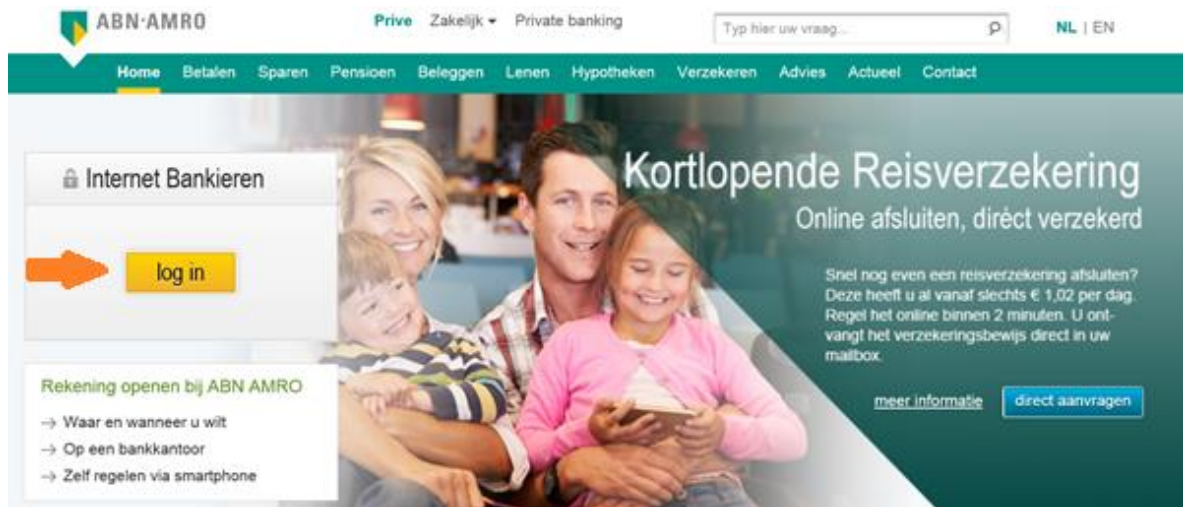 ABN·AMRO
Prive Zakelijk Private banking
Typ hier uw vraag...
NL | EN
Home Betalen Sparen Pensioen Beleggen Lenen Hypotheken Verzekeren Advies Actueel Contact
Internet Bankieren
log in
Rekening openen bij ABN AMRO
→ Waar en wanneer u wilt
→ Op een bankkantoor
→ Zelf regelen via smartphone
Kortlopende Reisverzekering
Online afsluiten, diréct verzekerd
Snel nog even een reisverzekering afsluiten?
Deze heeft u al vanaf slechts € 1,02 per dag.
Regel het online binnen 2 minuten. U ont-
vangt het verzekeringsbewijs direct in uw
mailbox.
meer informatie
direct aanvragen